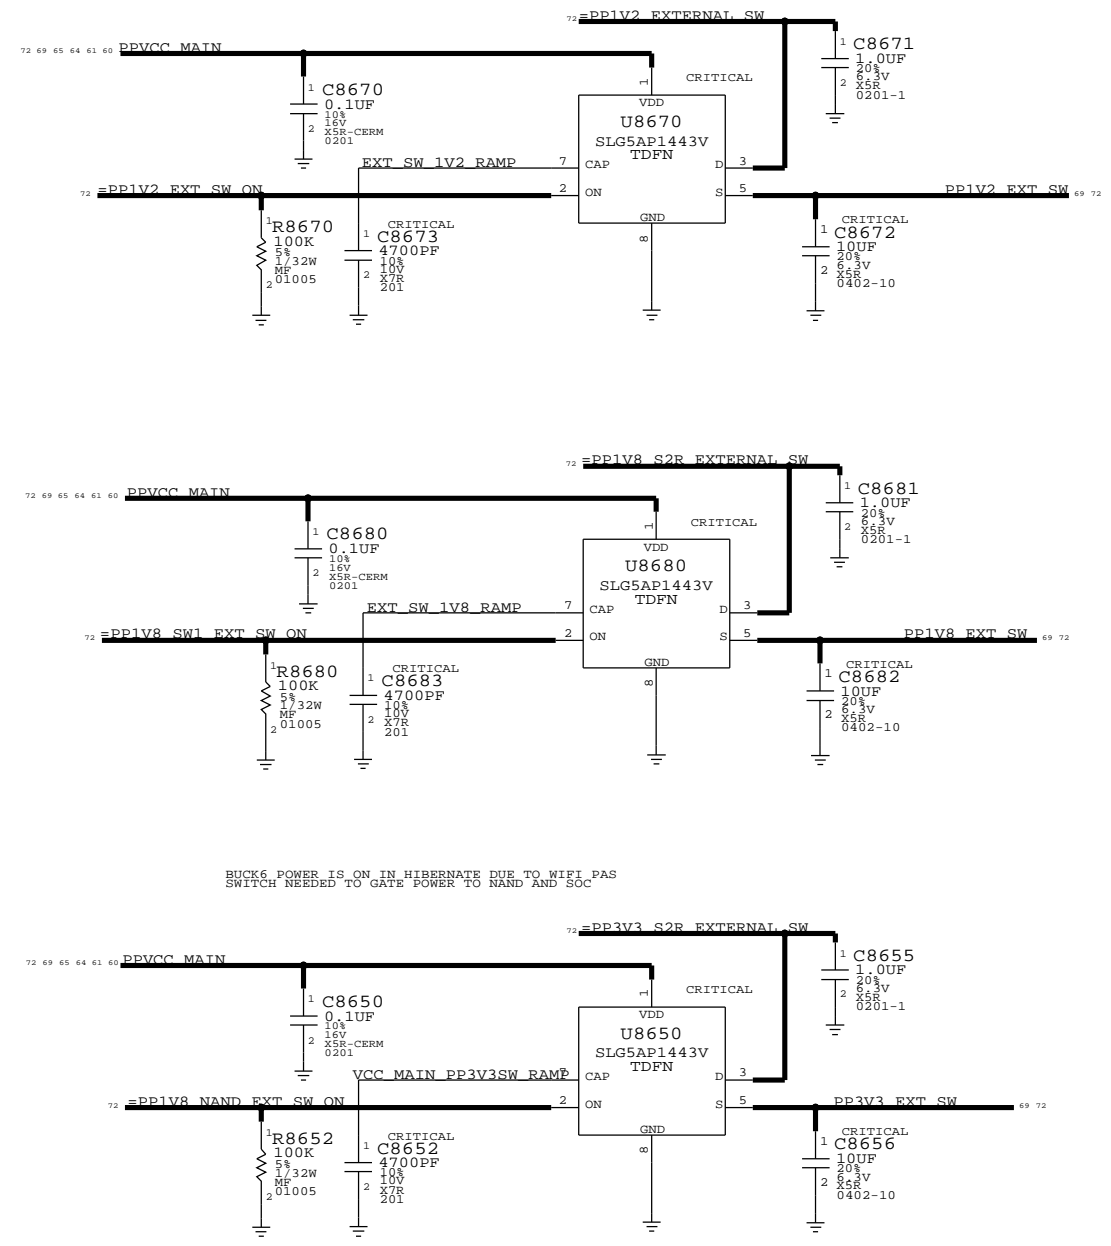 72 =PP1V2_EXTERNAL_SW
72 69 65 64 61 60 PPVCC_MAIN
1 C8671
1.0UF
20%
6.3V
2 X5R
0201-1
CRITICAL
1
1 C8670
0.1UF
10%
16V
2 X5R-CERM
0201
VDD
U8670
SLG5AP1443V
TDFN
EXT_SW_1V2_RAMP 7 CAP D 3
72 =PP1V2_EXT_SW_ON 2 ON S 5 PP1V2_EXT_SW 69 72
GND
8
1 R8670
100K
5%
1/32W
MF
2 01005
CRITICAL
1 C8673
4700PF
10%
10V
2 X7R
201
CRITICAL
1 C8672
10UF
20%
6.3V
2 X5R
0402-10
72 =PP1V8_S2R_EXTERNAL_SW
72 69 65 64 61 60 PPVCC_MAIN
1 C8681
1.0UF
20%
6.3V
2 X5R
0201-1
CRITICAL
1
1 C8680
0.1UF
10%
16V
2 X5R-CERM
0201
VDD
U8680
SLG5AP1443V
TDFN
EXT_SW_1V8_RAMP 7 CAP D 3
72 =PP1V8_SW1_EXT_SW_ON 2 ON S 5 PP1V8_EXT_SW 69 72
GND
8
1 R8680
100K
5%
1/32W
MF
2 01005
CRITICAL
1 C8683
4700PF
10%
10V
2 X7R
201
CRITICAL
1 C8682
10UF
20%
6.3V
2 X5R
0402-10
BUCK6 POWER IS ON IN HIBERNATE DUE TO WIFI PAS
SWITCH NEEDED TO GATE POWER TO NAND AND SOC
72 =PP3V3_S2R_EXTERNAL_SW
72 69 65 64 61 60 PPVCC_MAIN
1 C8655
1.0UF
20%
6.3V
2 X5R
0201-1
CRITICAL
1
1 C8650
0.1UF
10%
16V
2 X5R-CERM
0201
VDD
U8650
SLG5AP1443V
TDFN
VCC_MAIN_PP3V3SW_RAMP 7 CAP D 3
72 =PP1V8_NAND_EXT_SW_ON 2 ON S 5 PP3V3_EXT_SW 69 72
GND
8
1 R8652
100K
5%
1/32W
MF
2 01005
CRITICAL
1 C8652
4700PF
10%
10V
2 X7R
201
CRITICAL
1 C8656
10UF
20%
6.3V
2 X5R
0402-10